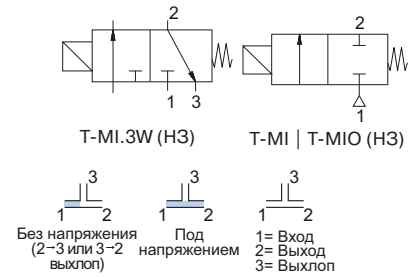 2
2
1
3
1
T-MI.3W (НЗ)
T-MI | T-MIO (НЗ)
3
3
3
1
2
1
2
1
2
Без напряжения
(2→3 или 3→2
выхлоп)
Под
напряжением
1= Вход
2= Выход
3= Выхлоп